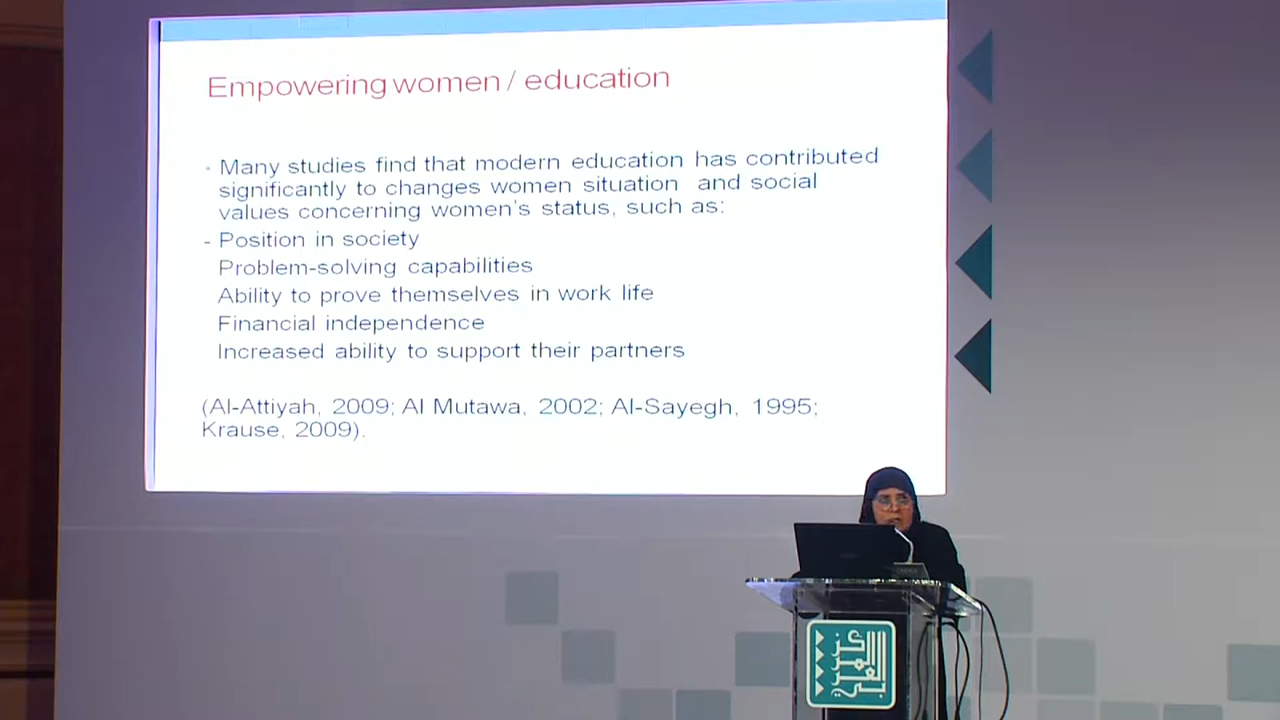 Empowering women / education
· Many studies find that modern education has contributed
significantly to changes women situation and social
values concerning women's status, such as:
- Position in society
Problem-solving capabilities
Ability to prove themselves in work life
Financial independence
Increased ability to support their partners
(Al-Attiyah, 2009; Al Mutawa, 2002; Al-Sayegh, 1995;
Krause, 2009).